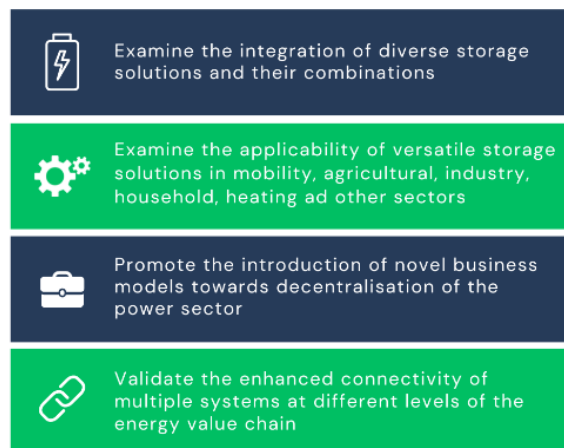 Examine the integration of diverse storage
solutions and their combinations
Examine the applicability of versatile storage
solutions in mobility, agricultural, industry,
household, heating ad other sectors
Promote the introduction of novel business
models towards decentralisation of the
power sector
Validate the enhanced connectivity of
multiple systems at different levels of the
energy value chain